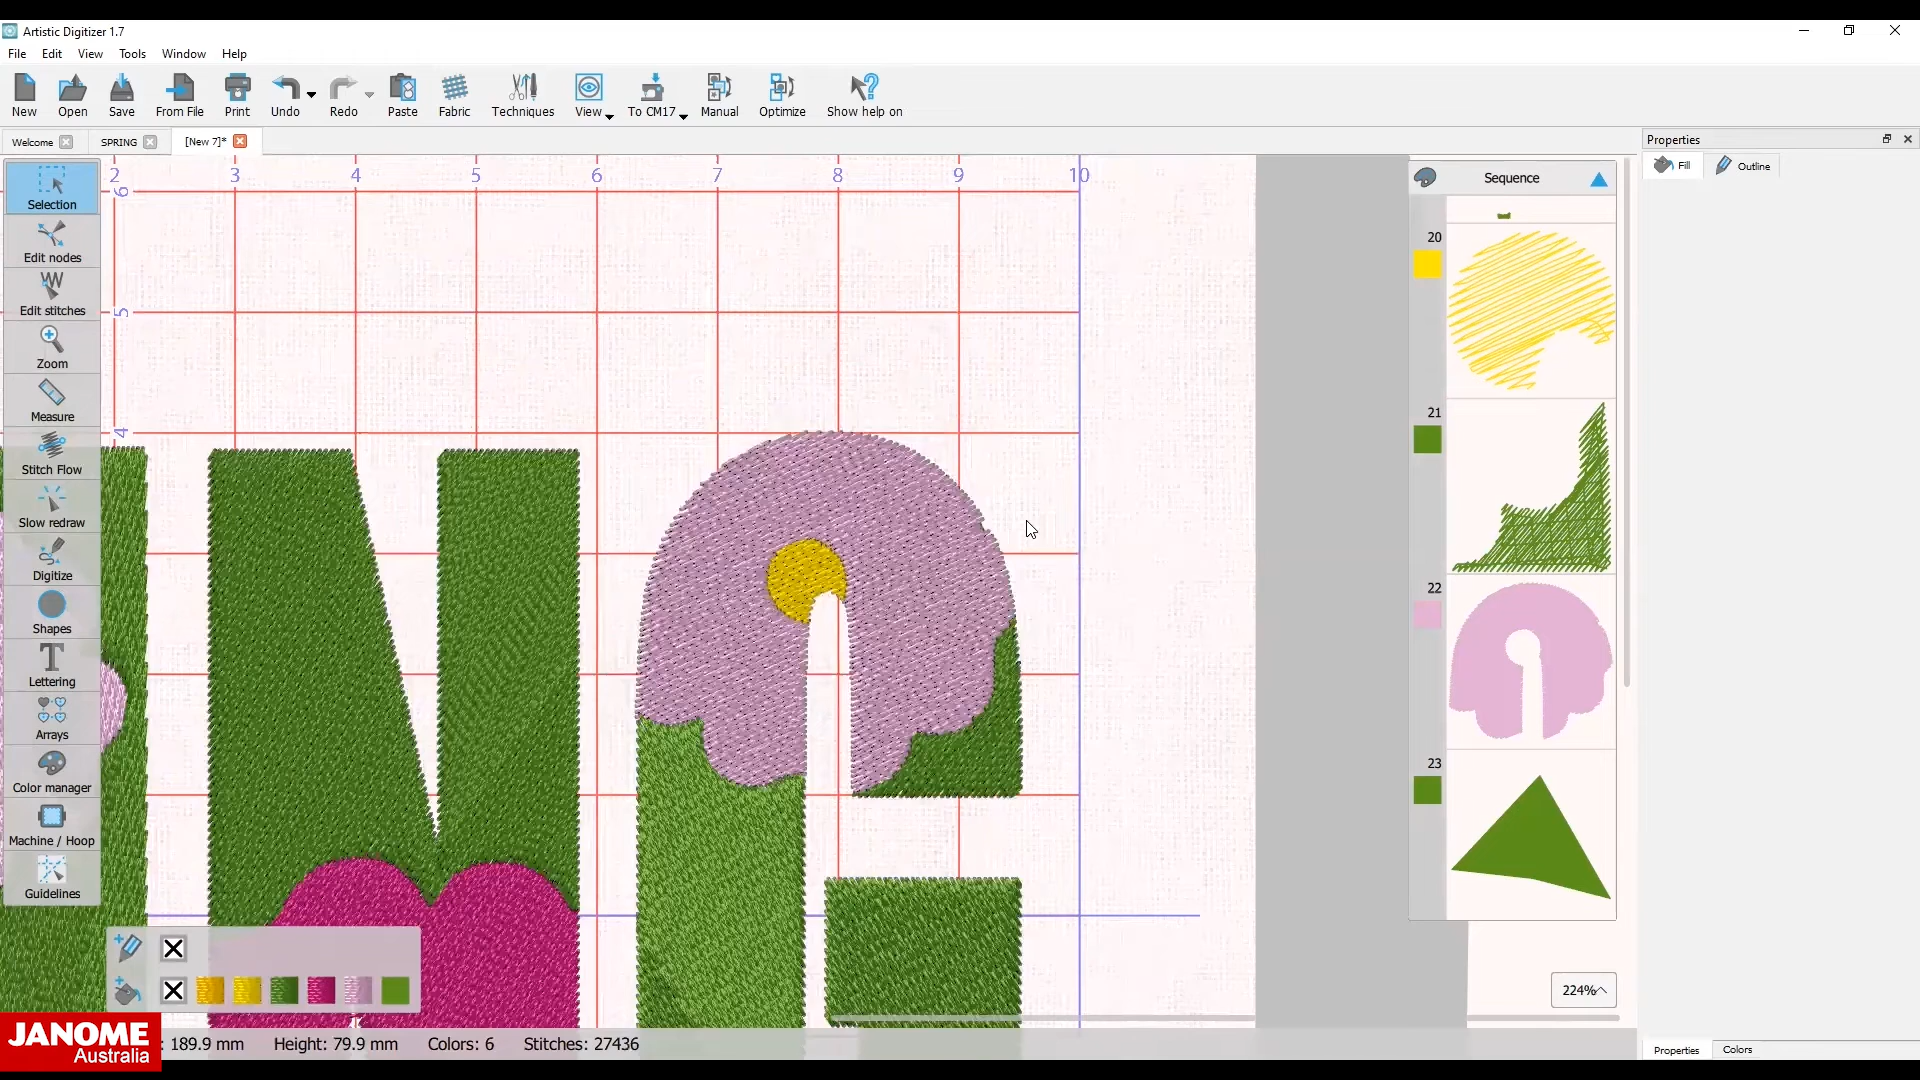 Artistic Digitizer 1.7
File Edit View Tools Window Help
New Open Save From File Print Undo Redo Paste Fabric Techniques View To CM17 Manual Optimize Show help on
Welcome SPRING [New 7]*
Properties
Fill Outline
2 3 4 5 6 7 8 9 10
6
5
4
Selection
Edit nodes
Edit stitches
Zoom
Measure
Stitch Flow
Slow redraw
Digitize
Shapes
Lettering
Arrays
Color manager
Machine / Hoop
Guidelines
Sequence
20
21
22
23
224%
JANOME
Australia
: 189.9 mm Height: 79.9 mm Colors: 6 Stitches: 27436
Properties Colors